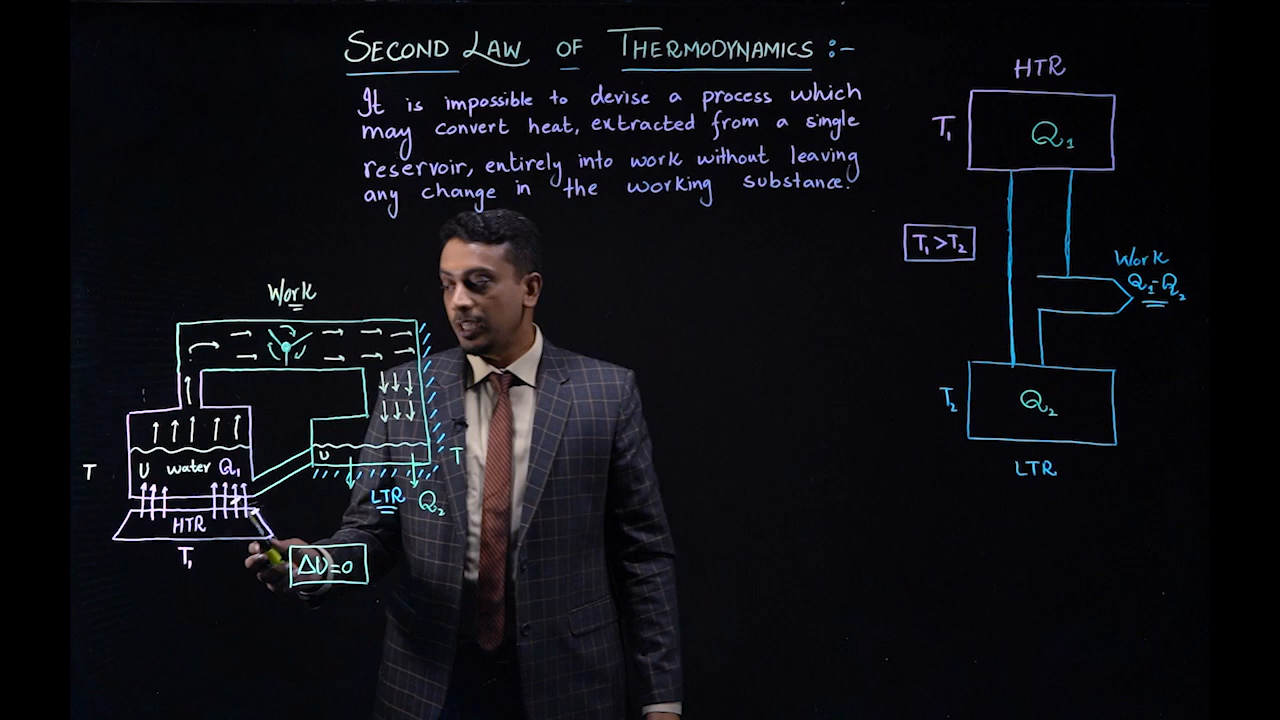 SECOND LAW OF THERMODYNAMICS :-
It is impossible to devise a process which
may convert heat, extracted from a single
reservoir, entirely into work without leaving
any change in the working substance.
HTR
T₁
Q₁
T₁>T₂
Work
Q₁-Q₂
T₂
Q₂
LTR
Work
T
U water Q₁
HTR
T₁
U
T
LTR Q₂
ΔU=0